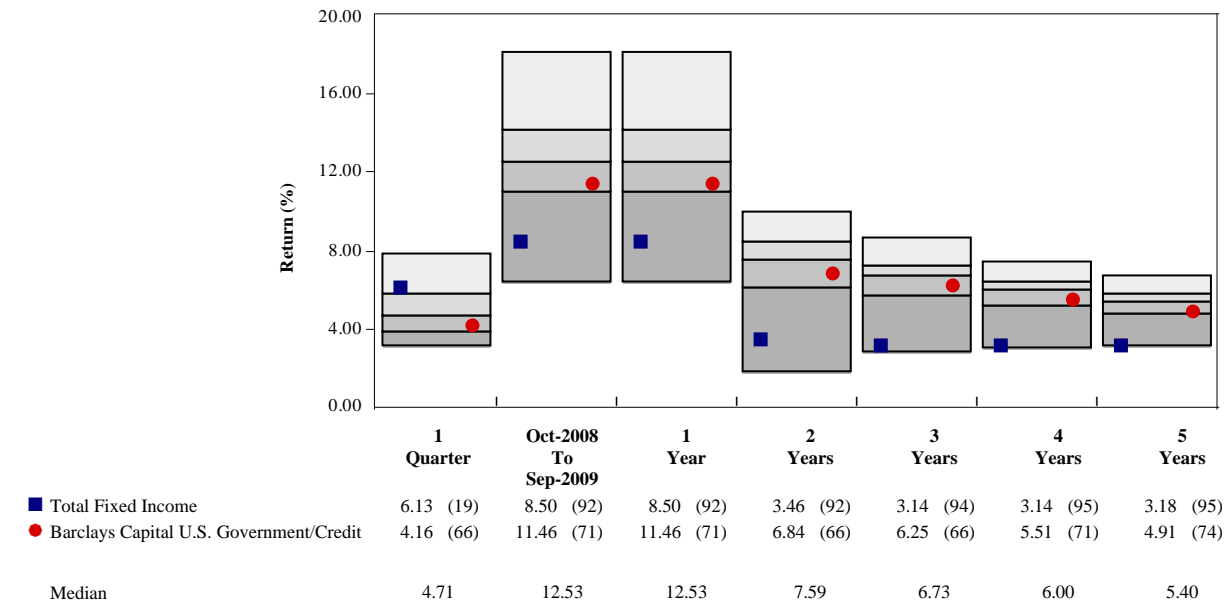 20.00
16.00
12.00
8.00
4.00
0.00
Return (%)
1 Quarter
Oct-2008 To Sep-2009
1 Year
2 Years
3 Years
4 Years
5 Years
Total Fixed Income 6.13 (19) 8.50 (92) 8.50 (92) 3.46 (92) 3.14 (94) 3.14 (95) 3.18 (95)
Barclays Capital U.S. Government/Credit 4.16 (66) 11.46 (71) 11.46 (71) 6.84 (66) 6.25 (66) 5.51 (71) 4.91 (74)
Median 4.71 12.53 12.53 7.59 6.73 6.00 5.40